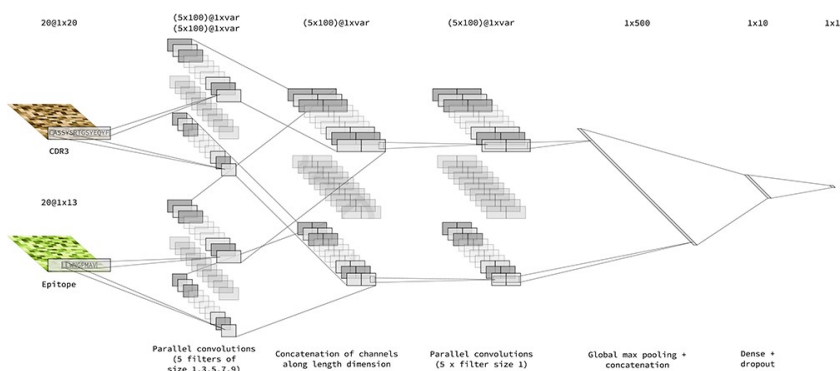 20@1x20
(5x100)@1xvar
(5x100)@1xvar
(5x100)@1xvar
(5x100)@1xvar
1x500
1x10
1x1
CDR3
20@1x13
Epitope
Parallel convolutions
(5 filters of
size 1,3,5,7,9)
Concatenation of channels
along length dimension
Parallel convolutions
(5 x filter size 1)
Global max pooling +
concatenation
Dense +
dropout